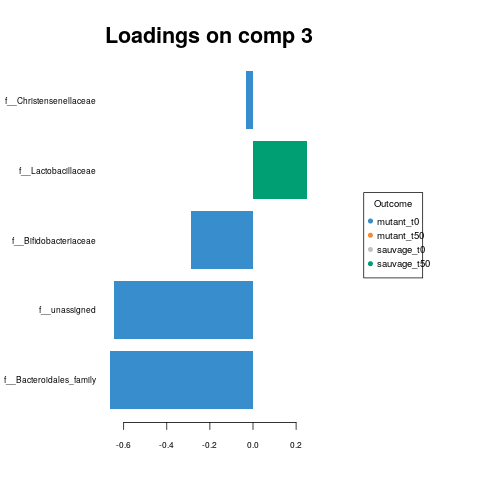 Loadings on comp 3
f__Christensenellaceae
f__Lactobacillaceae
f__Bifidobacteriaceae
f__unassigned
f__Bacteroidales_family
-0.6 -0.4 -0.2 0.0 0.2
Outcome
mutant_t0
mutant_t50
sauvage_t0
sauvage_t50